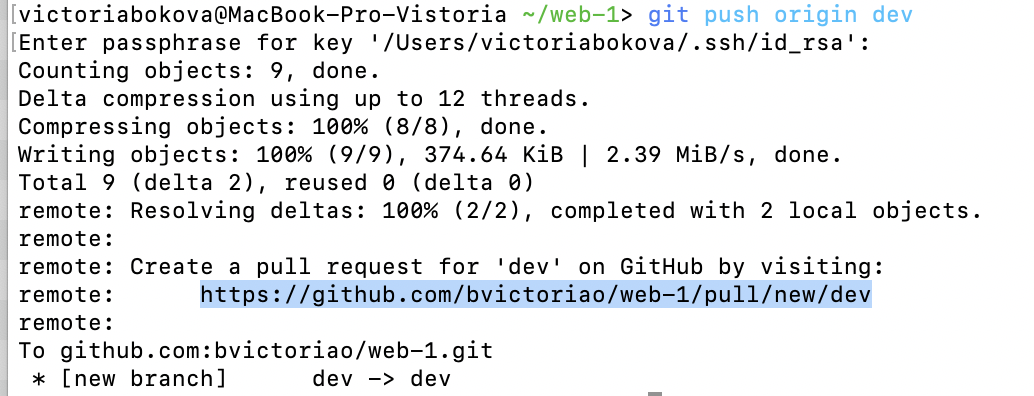 [victoriabokova@MacBook-Pro-Vistoria ~/web-1> git push origin dev
[Enter passphrase for key '/Users/victoriabokova/.ssh/id_rsa':
Counting objects: 9, done.
Delta compression using up to 12 threads.
Compressing objects: 100% (8/8), done.
Writing objects: 100% (9/9), 374.64 KiB | 2.39 MiB/s, done.
Total 9 (delta 2), reused 0 (delta 0)
remote: Resolving deltas: 100% (2/2), completed with 2 local objects.
remote:
remote: Create a pull request for 'dev' on GitHub by visiting:
remote:      https://github.com/bvictoriao/web-1/pull/new/dev
remote:
To github.com:bvictoriao/web-1.git
 * [new branch]      dev -> dev